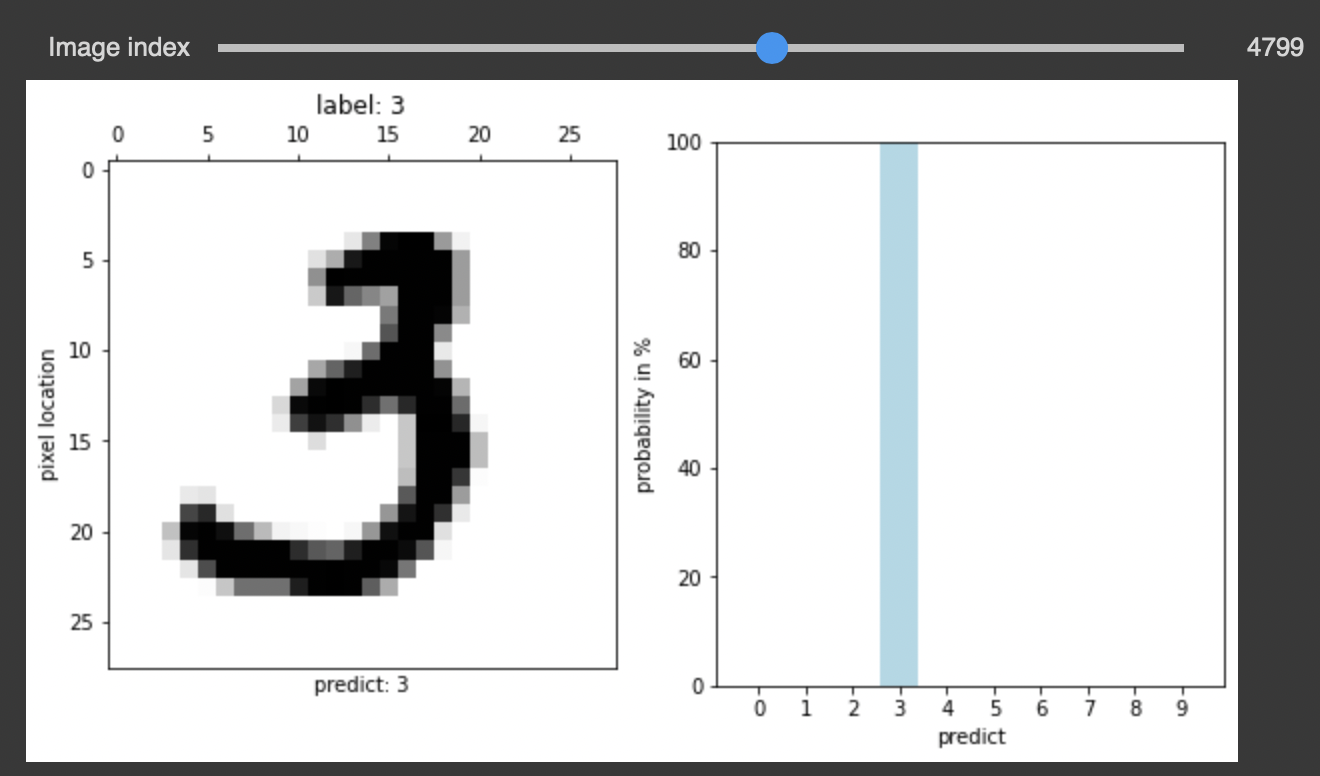 Image index 4799
label: 3
0 5 10 15 20 25
0
5
10
15
20
25
pixel location
3
predict: 3
100
80
60
40
20
0
probability in %
0 1 2 3 4 5 6 7 8 9
predict